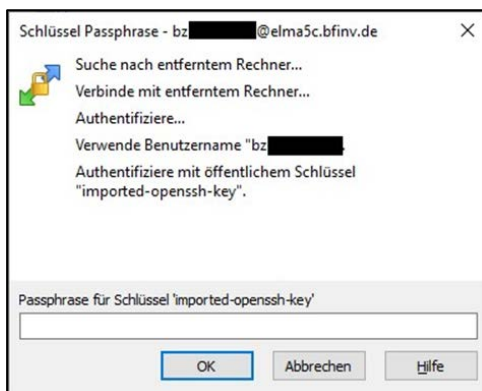 Schlüssel Passphrase - bz @elma5c.bfinv.de
Suche nach entferntem Rechner...
Verbinde mit entferntem Rechner...
Authentifiziere...
Verwende Benutzername "bz .
Authentifiziere mit öffentlichem Schlüssel
"imported-openssh-key".
Passphrase für Schlüssel 'imported-openssh-key'
OK Abbrechen Hilfe